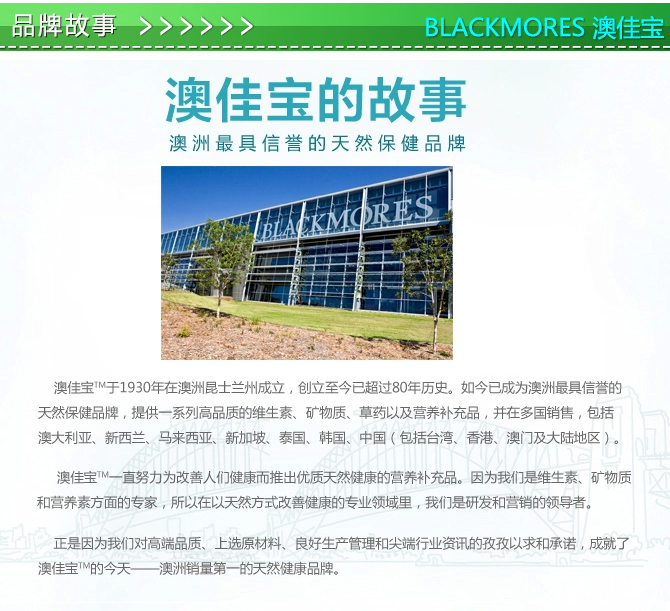 品牌故事 >>>>>>
BLACKMORES 澳佳宝
澳佳宝的故事
澳洲最具信誉的天然保健品牌
BLACKMORES
澳佳宝™于1930年在澳洲昆士兰州成立，创立至今已超过80年历史。如今已成为澳洲最具信誉的
天然保健品牌，提供一系列高品质的维生素、矿物质、草药以及营养补充品，并在多国销售，包括
澳大利亚、新西兰、马来西亚、新加坡、泰国、韩国、中国（包括台湾、香港、澳门及大陆地区）。
澳佳宝™一直努力为改善人们健康而推出优质天然健康的营养补充品。因为我们是维生素、矿物质
和营养素方面的专家，所以在以天然方式改善健康的专业领域里，我们是研发和营销的领导者。
正是因为我们对高端品质、上选原材料、良好生产管理和尖端行业资讯的孜孜以求和承诺，成就了
澳佳宝™的今天——澳洲销量第一的天然健康品牌。